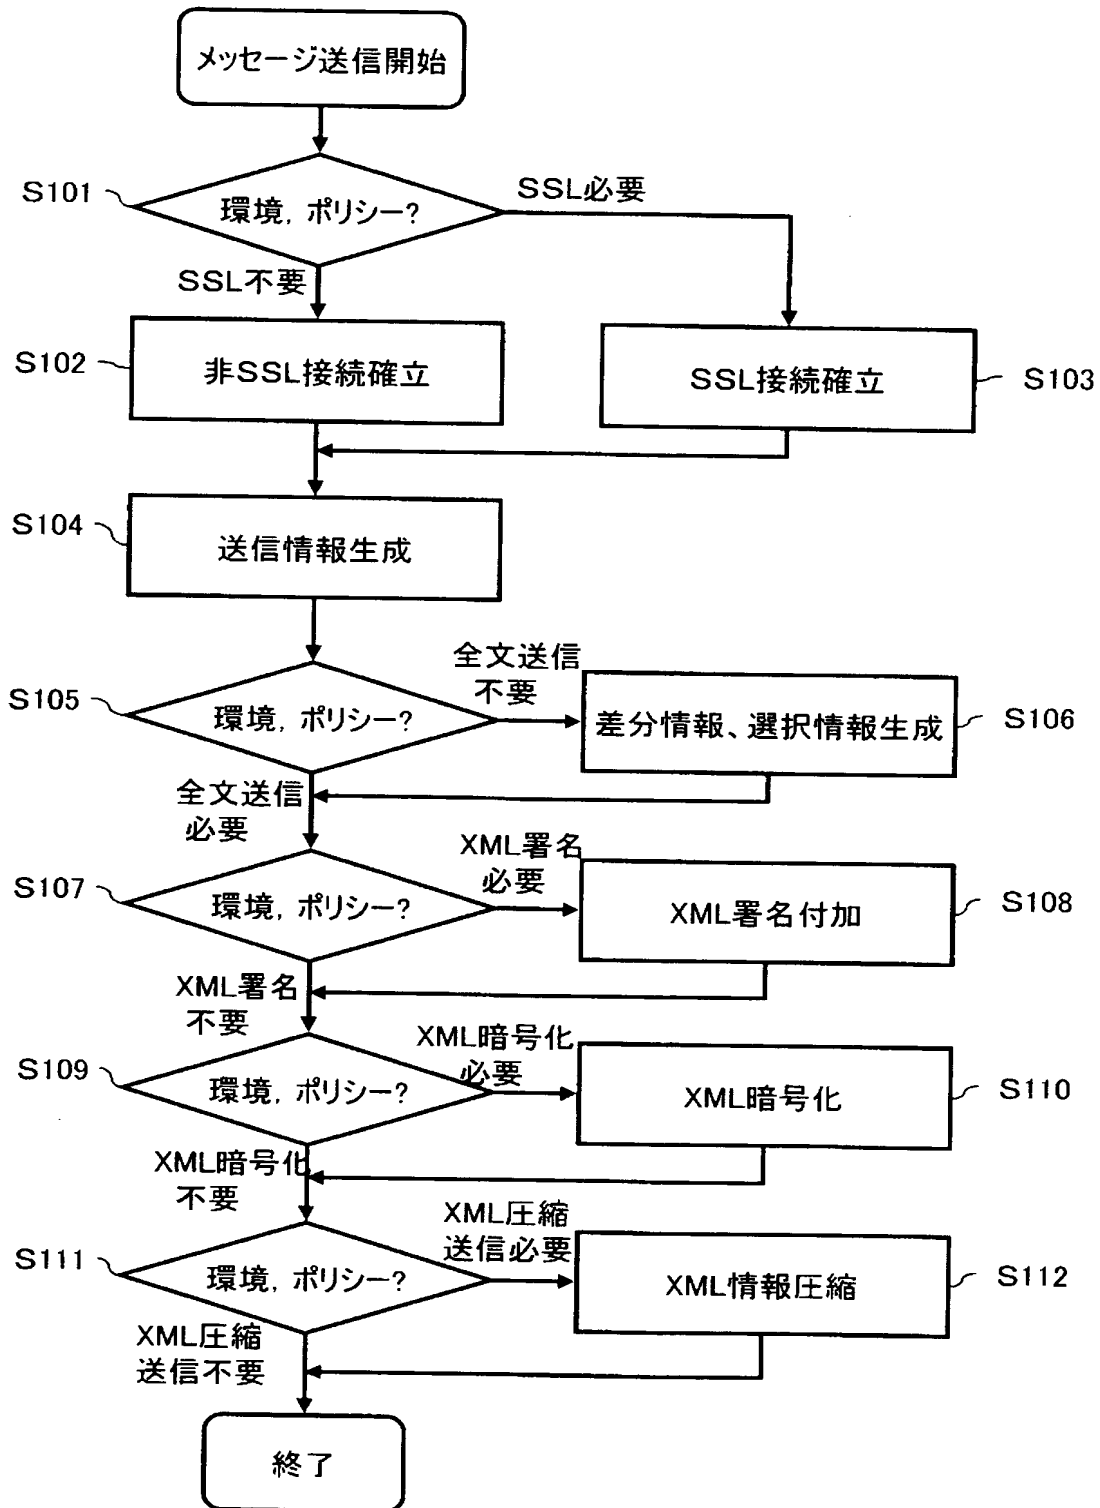 メッセージ送信開始
S101
環境, ポリシー?
SSL必要
SSL不要
S102
非SSL接続確立
SSL接続確立
S103
S104
送信情報生成
S105
環境, ポリシー?
全文送信
不要
差分情報、選択情報生成
S106
全文送信
必要
S107
環境, ポリシー?
XML署名
必要
XML署名付加
S108
XML署名
不要
S109
環境, ポリシー?
XML暗号化
必要
XML暗号化
S110
XML暗号化
不要
S111
環境, ポリシー?
XML圧縮
送信必要
XML情報圧縮
S112
XML圧縮
送信不要
終了